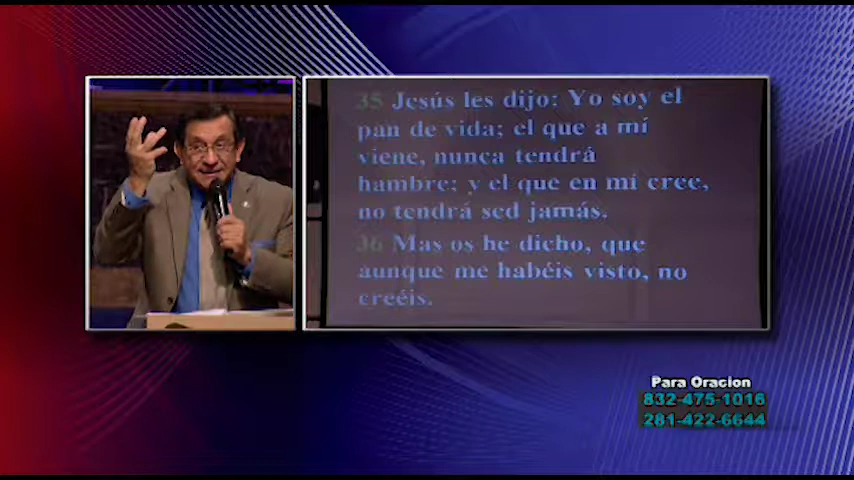 35 Jesús les dijo: Yo soy el
pan de vida; el que a mí
viene, nunca tendrá
hambre; y el que en mí cree,
no tendrá sed jamás.
36 Mas os he dicho, que
aunque me habéis visto, no
creéis.
Para Oracion
832-475-1016
281-422-6644